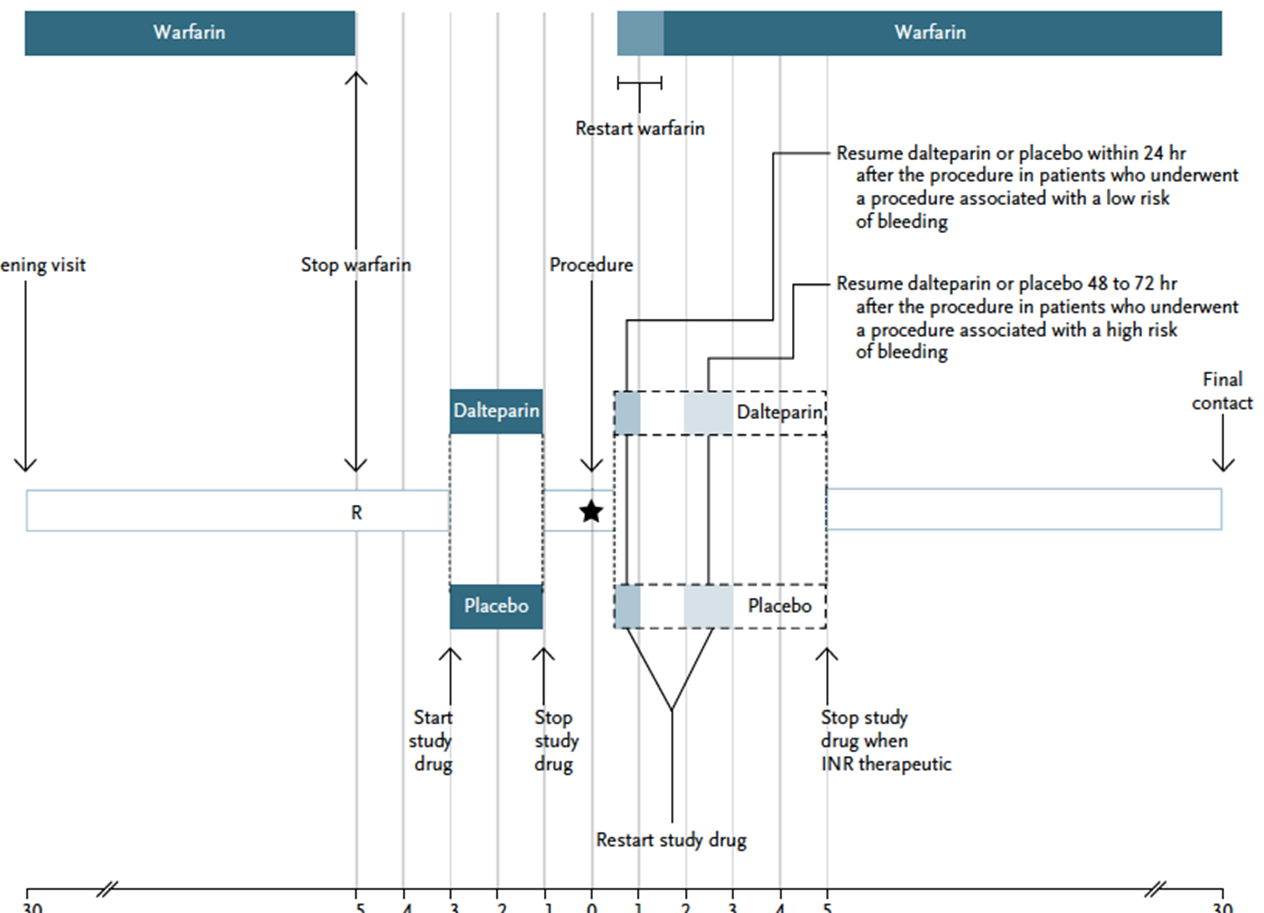 Warfarin
Warfarin
Restart warfarin
Resume dalteparin or placebo within 24 hr
after the procedure in patients who underwent
a procedure associated with a low risk
of bleeding
ening visit
Stop warfarin
Procedure
Resume dalteparin or placebo 48 to 72 hr
after the procedure in patients who underwent
a procedure associated with a high risk
of bleeding
Final
contact
Dalteparin
Dalteparin
R
Placebo
Placebo
Start
study
drug
Stop
study
drug
Stop study
drug when
INR therapeutic
Restart study drug
30 5 4 3 2 1 0 1 2 3 4 5 30